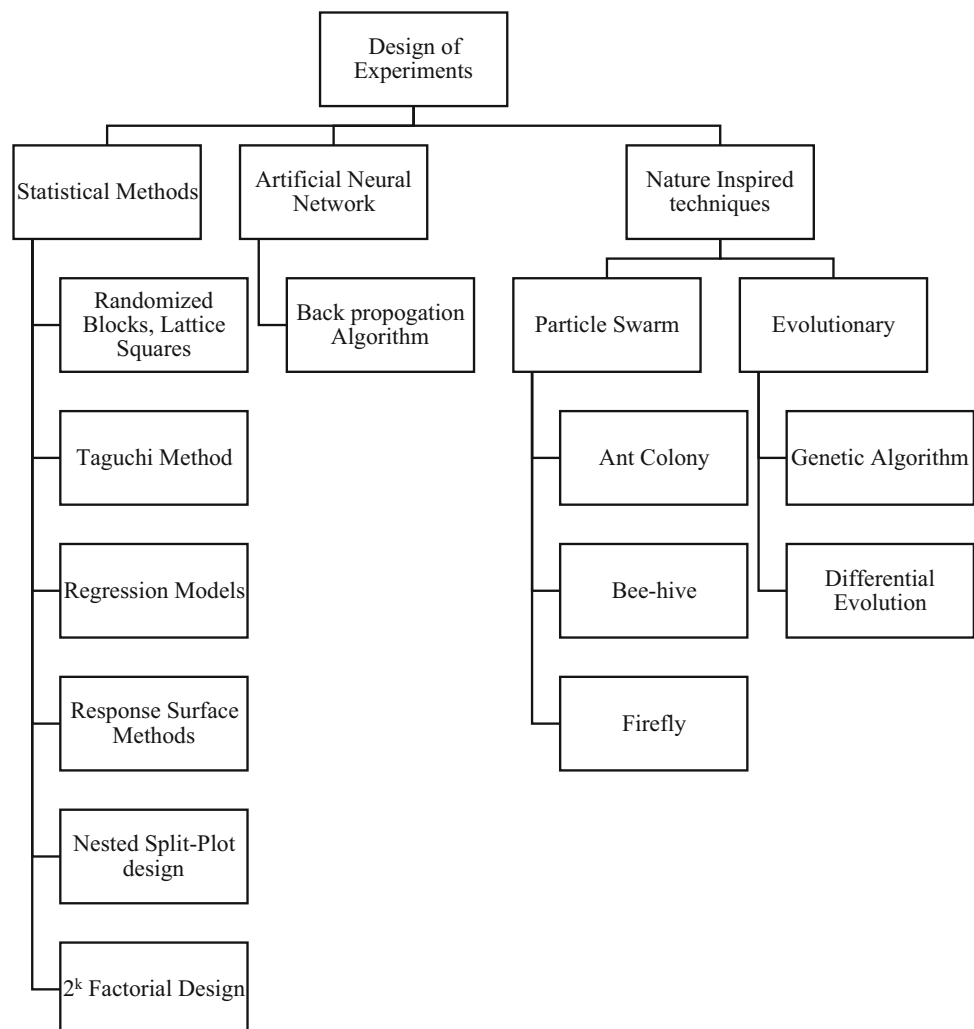 Design of
Experiments
Statistical Methods
Artificial Neural
Network
Nature Inspired
techniques
Randomized
Blocks, Lattice
Squares
Back propogation
Algorithm
Particle Swarm
Evolutionary
Taguchi Method
Ant Colony
Genetic Algorithm
Regression Models
Bee-hive
Differential
Evolution
Response Surface
Methods
Firefly
Nested Split-Plot
design
2ᵏ Factorial Design